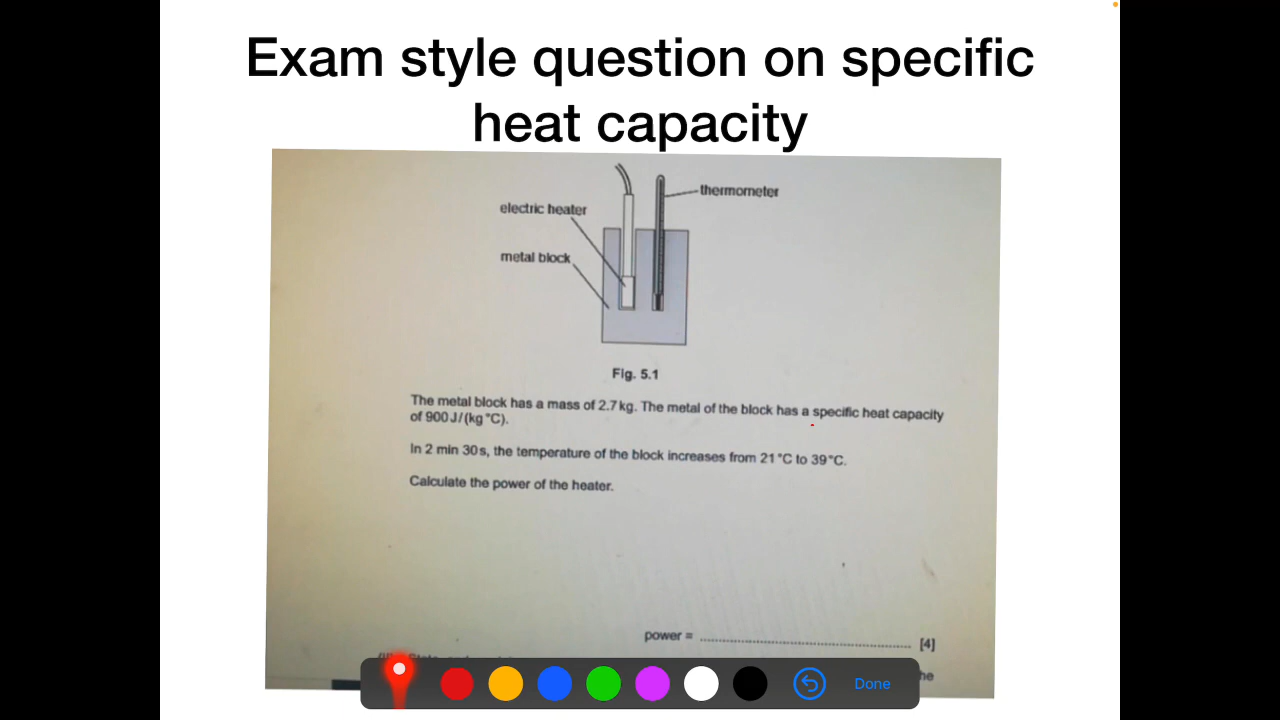 Exam style question on specific
heat capacity
thermometer
electric heater
metal block
Fig. 5.1
The metal block has a mass of 2.7 kg. The metal of the block has a specific heat capacity
of 900 J/(kg °C).
In 2 min 30 s, the temperature of the block increases from 21 °C to 39 °C.
Calculate the power of the heater.
power = ........................................................ [4]
he
Done